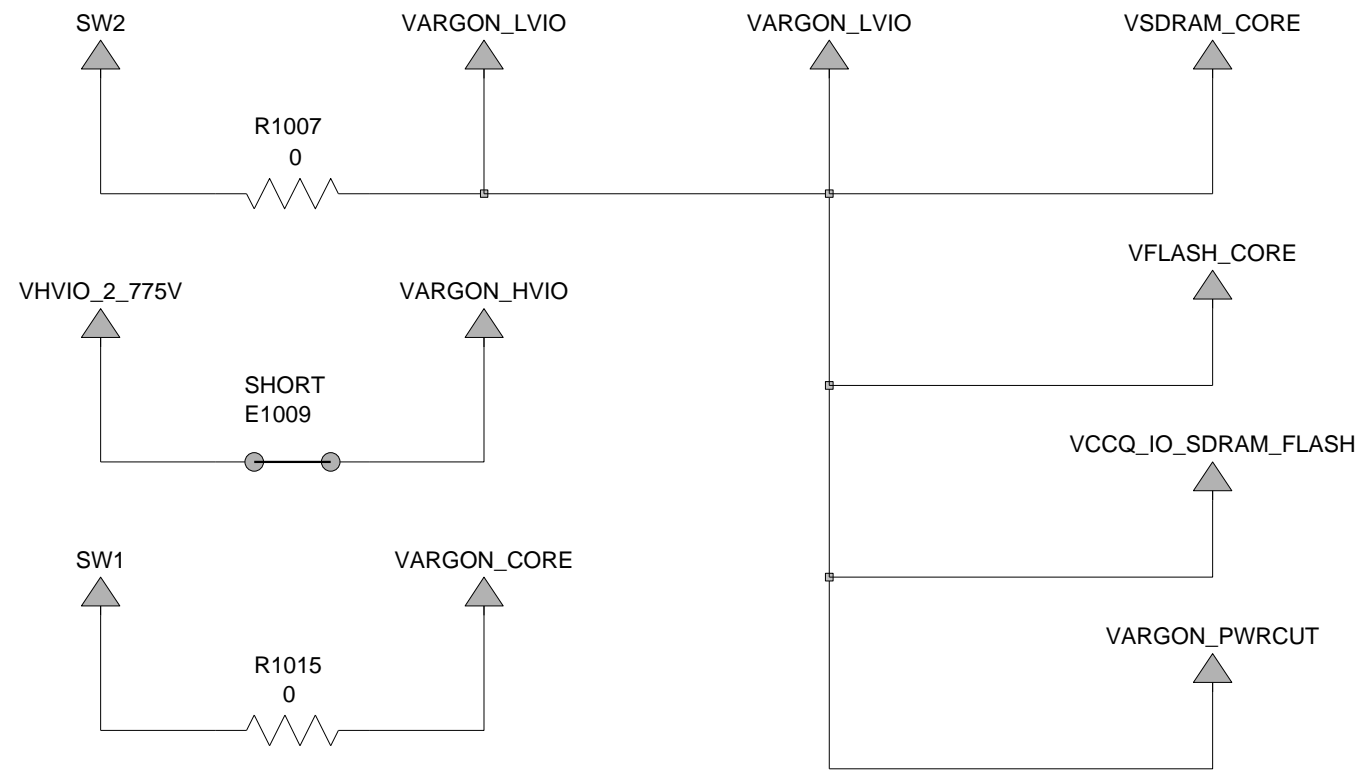 SW2
VARGON_LVIO
VARGON_LVIO
VSDRAM_CORE
R1007
0
VFLASH_CORE
VHVIO_2_775V
VARGON_HVIO
SHORT
E1009
VCCQ_IO_SDRAM_FLASH
SW1
VARGON_CORE
VARGON_PWRCUT
R1015
0